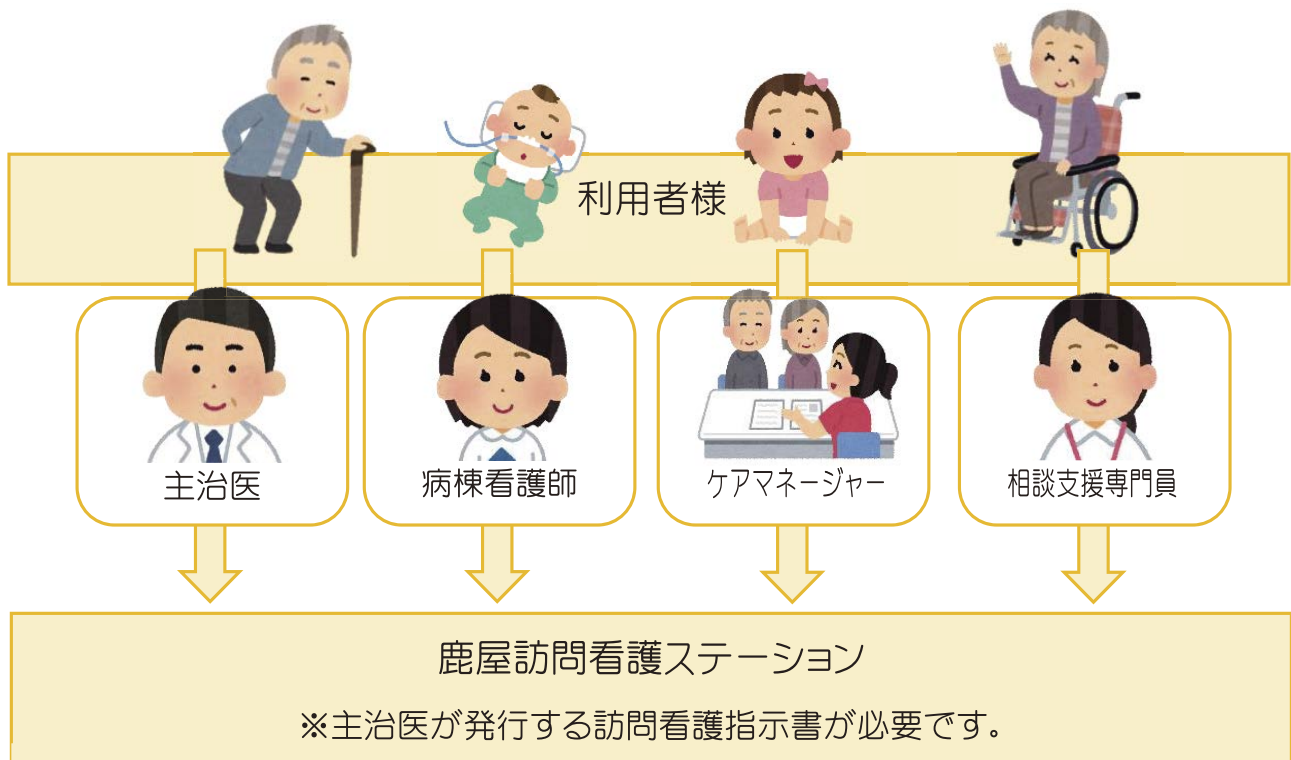 利用者様
主治医
病棟看護師
ケアマネージャー
相談支援専門員
鹿屋訪問看護ステーション
※主治医が発行する訪問看護指示書が必要です。